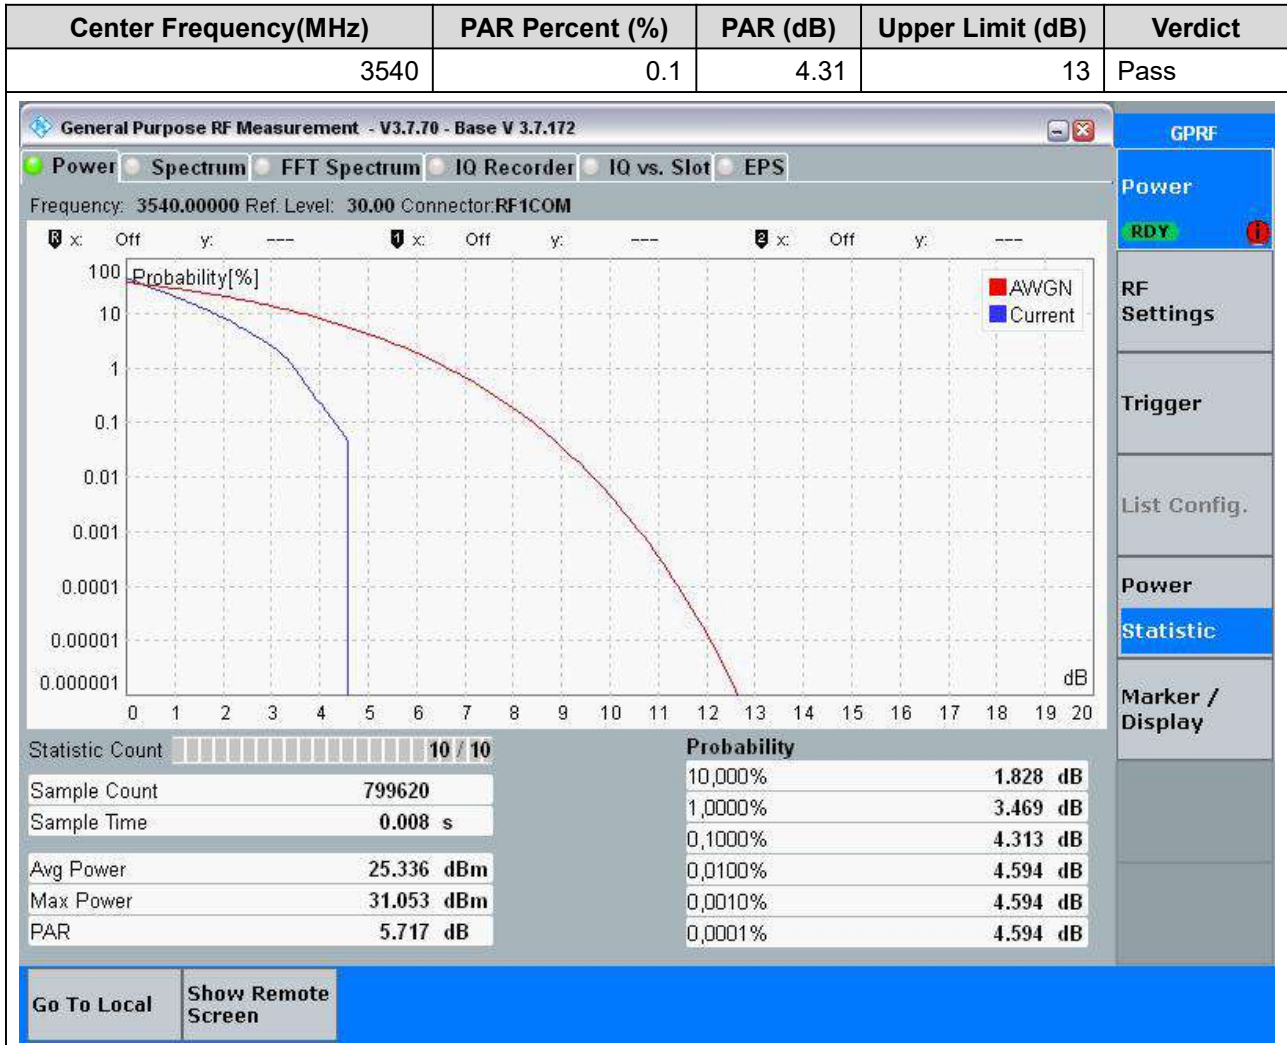 Center Frequency(MHz) PAR Percent (%) PAR (dB) Upper Limit (dB) Verdict
3540 0.1 4.31 13 Pass
General Purpose RF Measurement - V3.7.70 - Base V 3.7.172
GPRF
Power Spectrum FFT Spectrum IQ Recorder IQ vs. Slot EPS
Frequency: 3540.00000 Ref. Level: 30.00 Connector:RF1COM
R x: Off y: --- 1 x: Off y: --- 2 x: Off y: ---
Probability[%]
AWGN
Current
100
10
1
0.1
0.01
0.001
0.0001
0.00001
0.000001
dB
0 1 2 3 4 5 6 7 8 9 10 11 12 13 14 15 16 17 18 19 20
Statistic Count 10 / 10
Sample Count 799620
Sample Time 0.008 s
Avg Power 25.336 dBm
Max Power 31.053 dBm
PAR 5.717 dB
Probability
10,000% 1.828 dB
1,0000% 3.469 dB
0,1000% 4.313 dB
0,0100% 4.594 dB
0,0010% 4.594 dB
0,0001% 4.594 dB
Power
RDY i
RF
Settings
Trigger
List Config.
Power
Statistic
Marker /
Display
Go To Local
Show Remote
Screen